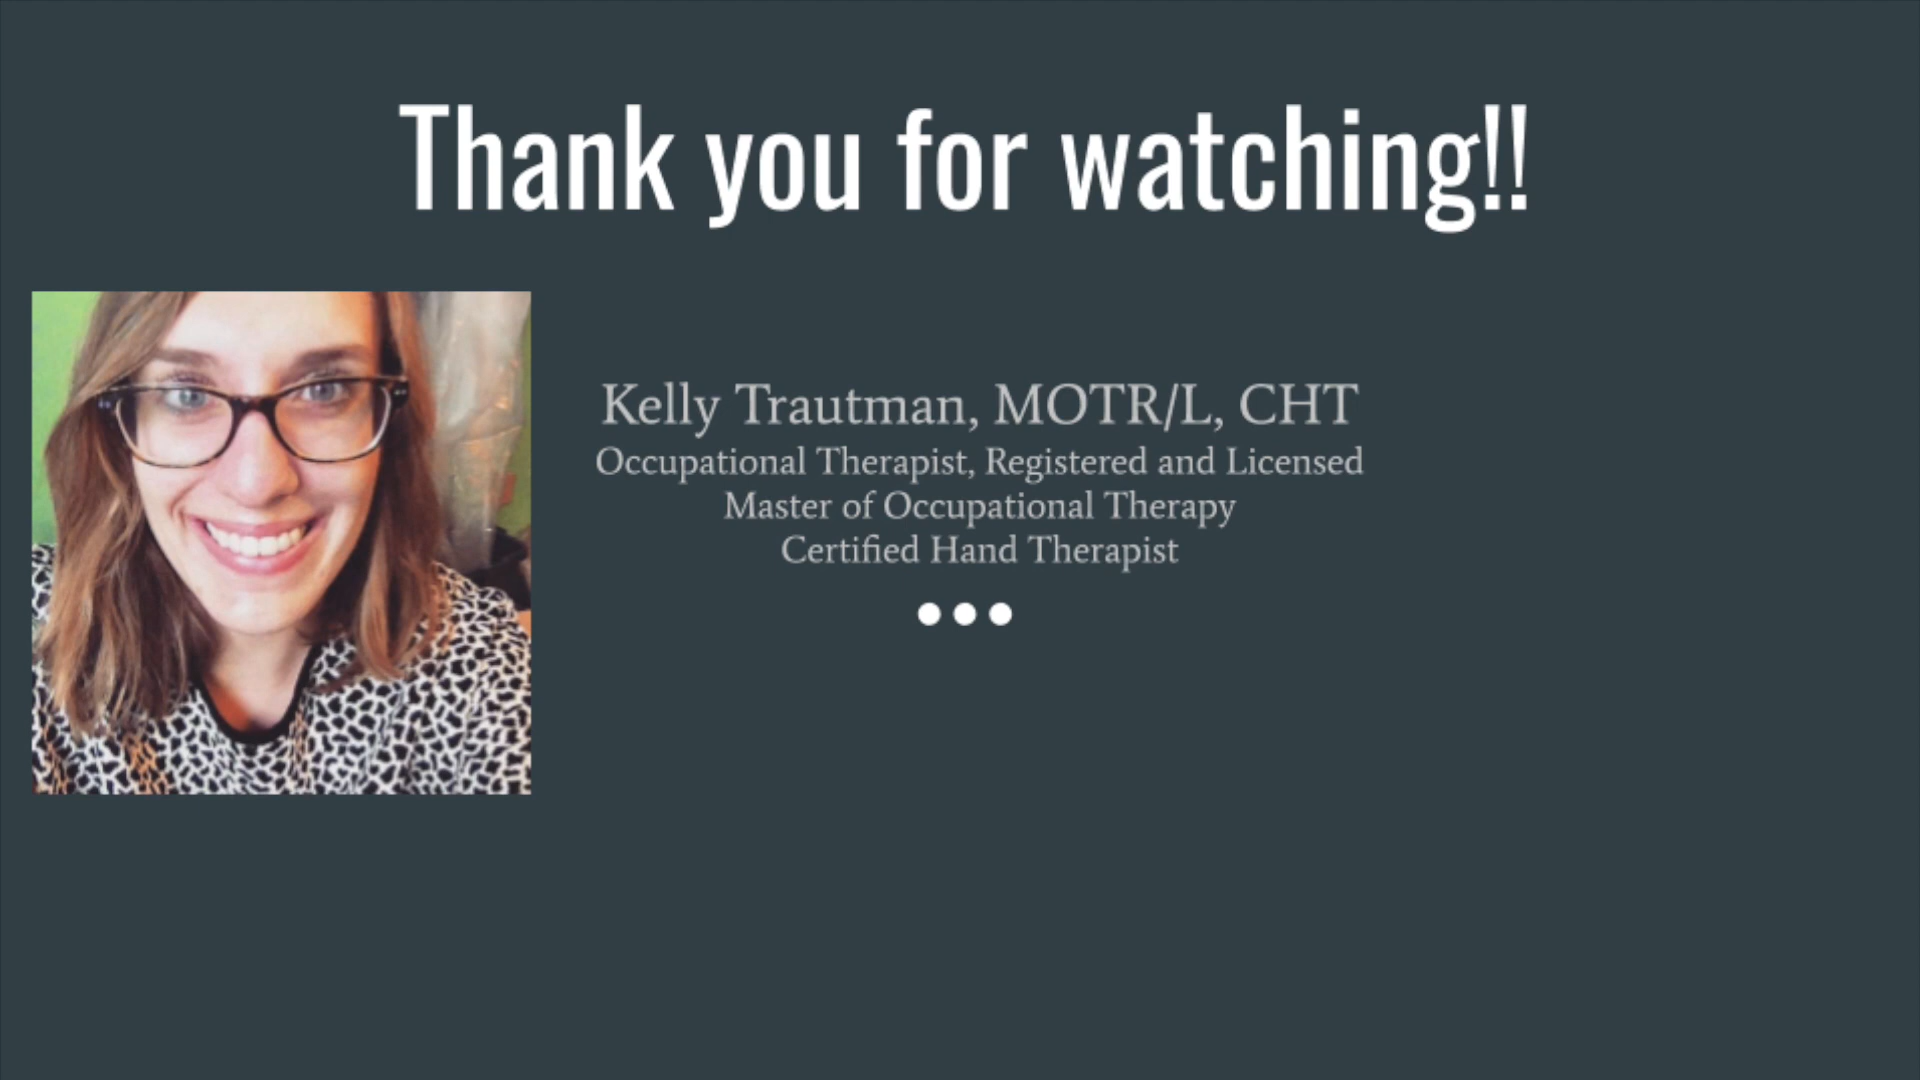 Thank you for watching!!
Kelly Trautman, MOTR/L, CHT
Occupational Therapist, Registered and Licensed
Master of Occupational Therapy
Certified Hand Therapist